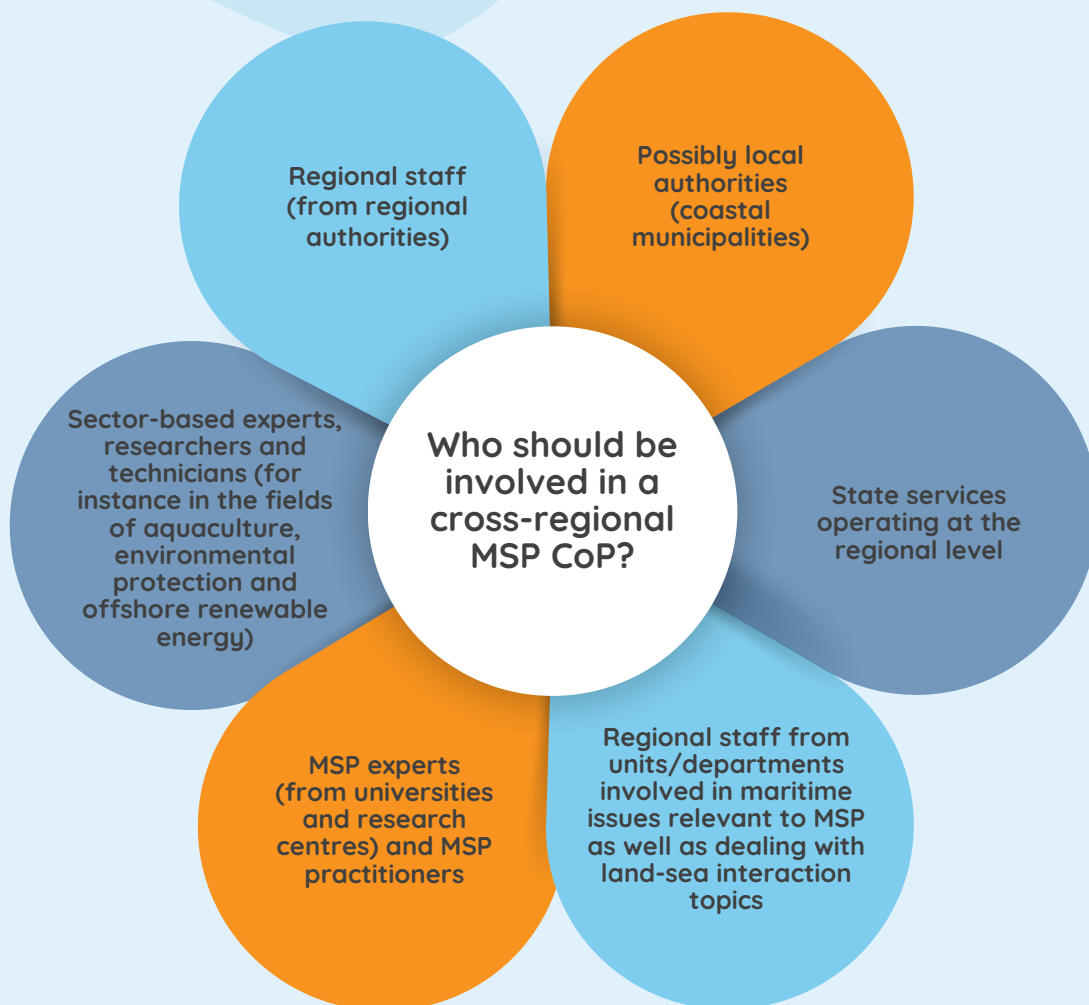 Regional staff
(from regional
authorities)
Possibly local
authorities
(coastal
municipalities)
Sector-based experts,
researchers and
technicians (for
instance in the fields
of aquaculture,
environmental
protection and
offshore renewable
energy)
Who should be
involved in a
cross-regional
MSP CoP?
State services
operating at the
regional level
MSP experts
(from universities
and research
centres) and MSP
practitioners
Regional staff from
units/departments
involved in maritime
issues relevant to MSP
as well as dealing with
land-sea interaction
topics